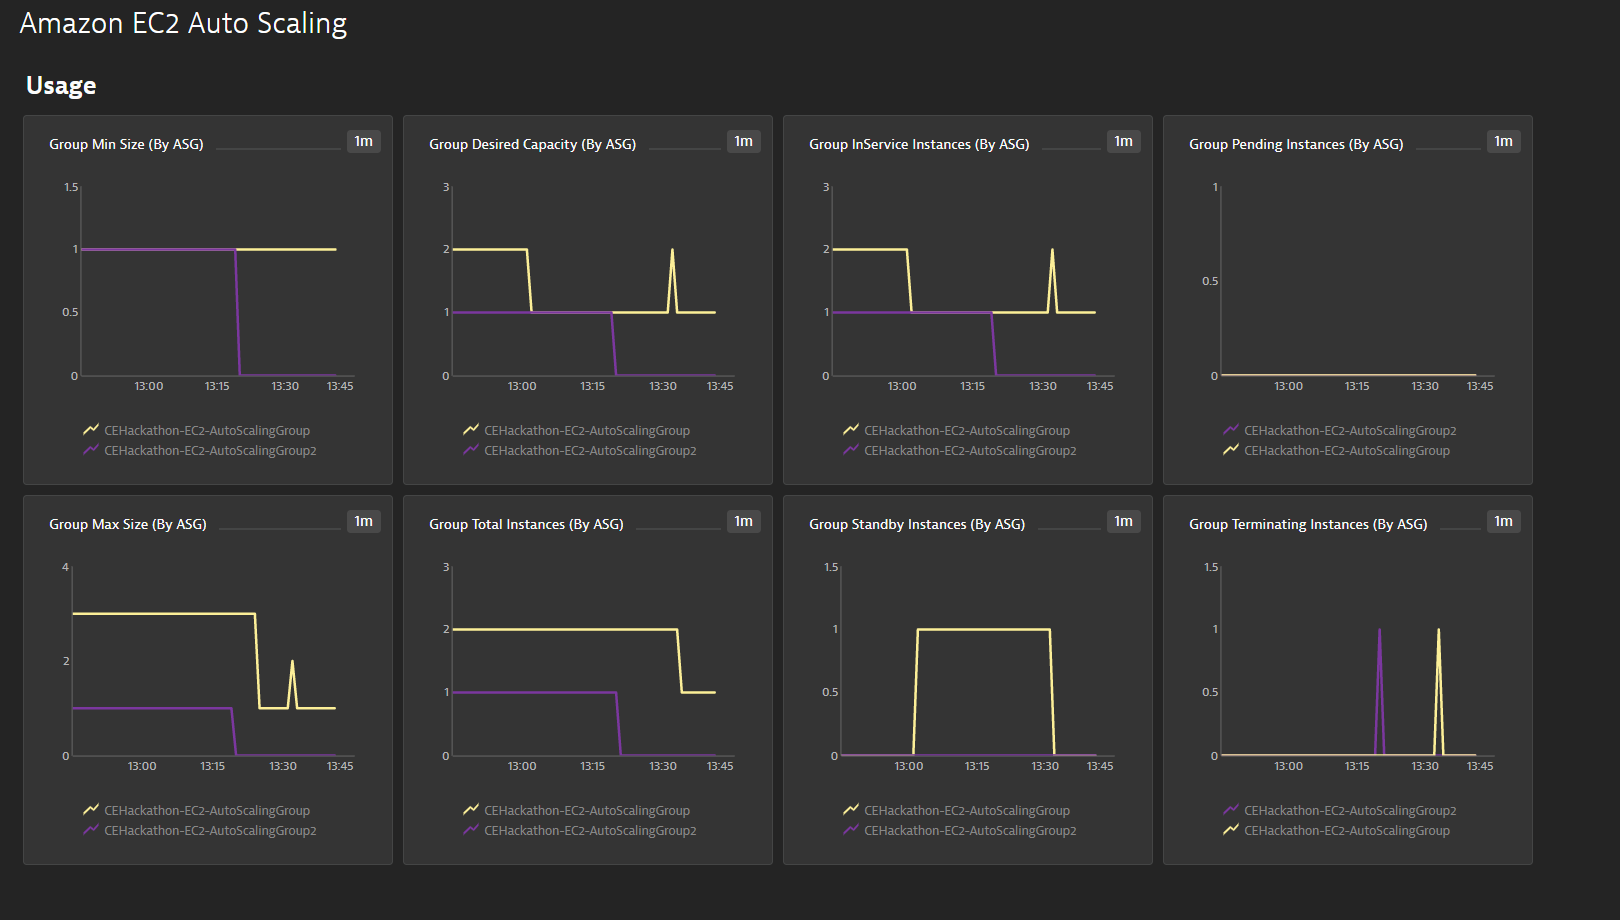 Amazon EC2 Auto Scaling
Usage
Group Min Size (By ASG)
1m
1.5
1
0.5
0
13:00 13:15 13:30 13:45
CEHackathon-EC2-AutoScalingGroup
CEHackathon-EC2-AutoScalingGroup2
Group Desired Capacity (By ASG)
1m
3
2
1
0
13:00 13:15 13:30 13:45
CEHackathon-EC2-AutoScalingGroup
CEHackathon-EC2-AutoScalingGroup2
Group InService Instances (By ASG)
1m
3
2
1
0
13:00 13:15 13:30 13:45
CEHackathon-EC2-AutoScalingGroup
CEHackathon-EC2-AutoScalingGroup2
Group Pending Instances (By ASG)
1m
1
0.5
0
13:00 13:15 13:30 13:45
CEHackathon-EC2-AutoScalingGroup2
CEHackathon-EC2-AutoScalingGroup
Group Max Size (By ASG)
1m
4
2
0
13:00 13:15 13:30 13:45
CEHackathon-EC2-AutoScalingGroup
CEHackathon-EC2-AutoScalingGroup2
Group Total Instances (By ASG)
1m
3
2
1
0
13:00 13:15 13:30 13:45
CEHackathon-EC2-AutoScalingGroup
CEHackathon-EC2-AutoScalingGroup2
Group Standby Instances (By ASG)
1m
1.5
1
0.5
0
13:00 13:15 13:30 13:45
CEHackathon-EC2-AutoScalingGroup
CEHackathon-EC2-AutoScalingGroup2
Group Terminating Instances (By ASG)
1m
1.5
1
0.5
0
13:00 13:15 13:30 13:45
CEHackathon-EC2-AutoScalingGroup2
CEHackathon-EC2-AutoScalingGroup